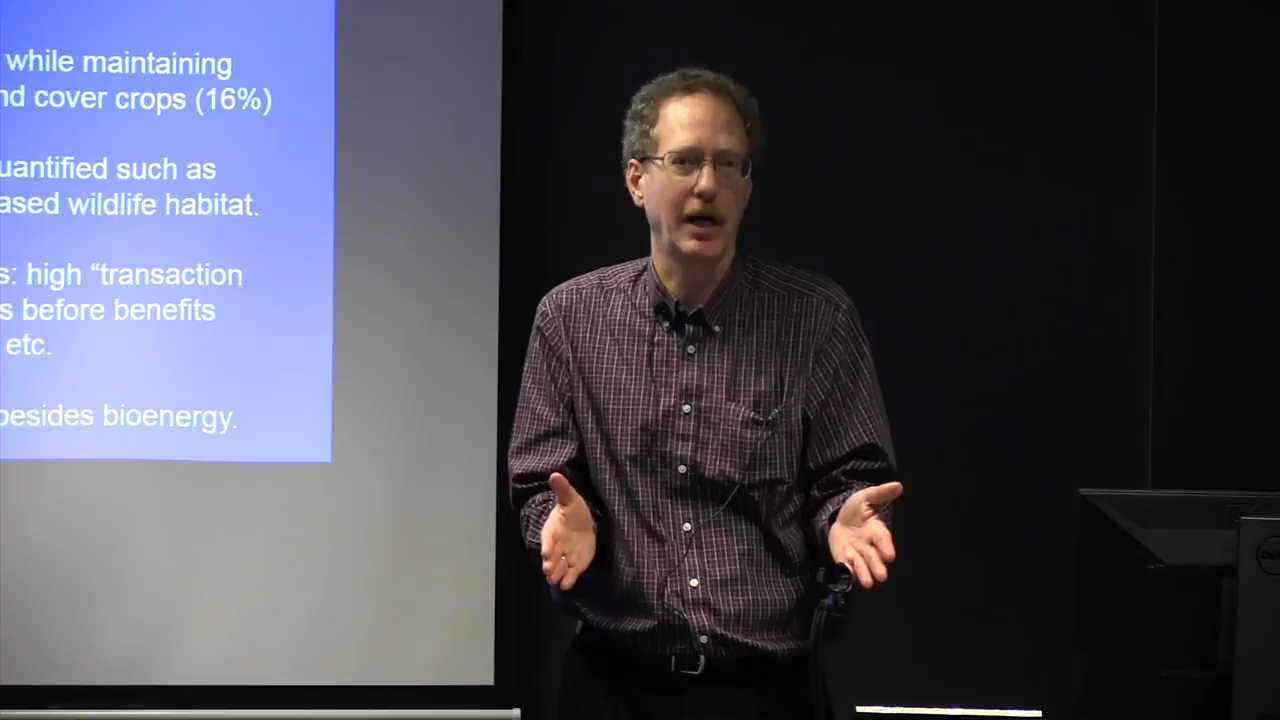 while maintaining
nd cover crops (16%)
uantified such as
ased wildlife habitat.
s: high “transaction
s before benefits
etc.
besides bioenergy.